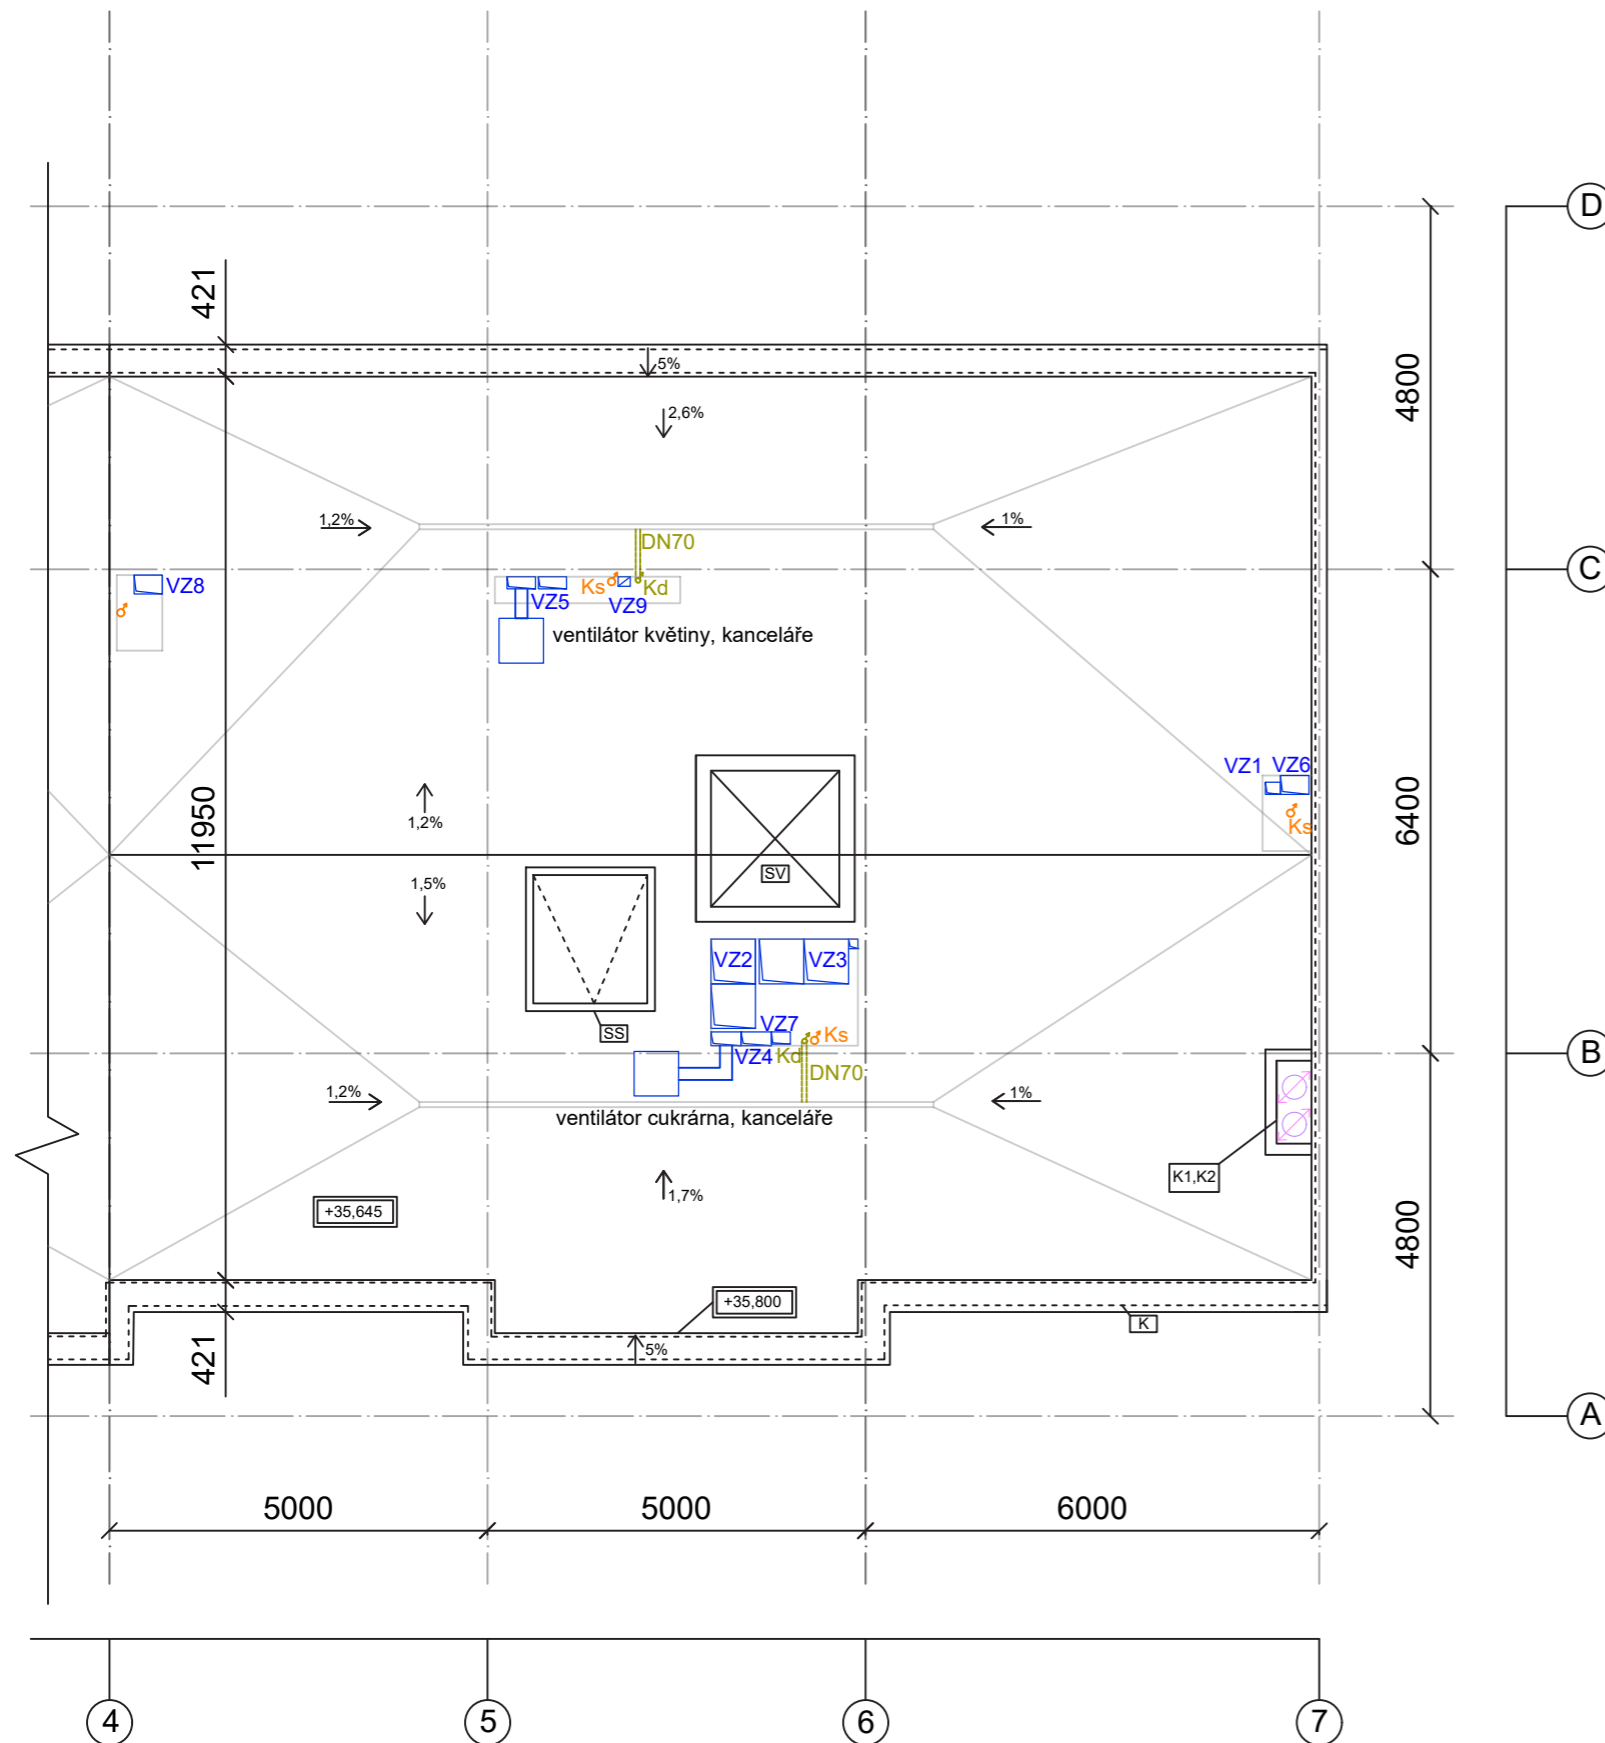 D
421
5%
4800
2,6%
1,2%
1%
DN70
C
VZ8
VZ5
Ks
VZ9
Kd
ventilátor květiny, kanceláře
VZ1
VZ6
Ks
11950
1,2%
6400
1,5%
SV
VZ2
VZ3
SS
VZ7
Ks
VZ4
Kd
B
DN70
1,2%
1%
ventilátor cukrárna, kanceláře
K1,K2
1,7%
+35,645
4800
+35,800
K
5%
421
A
5000
5000
6000
4
5
6
7